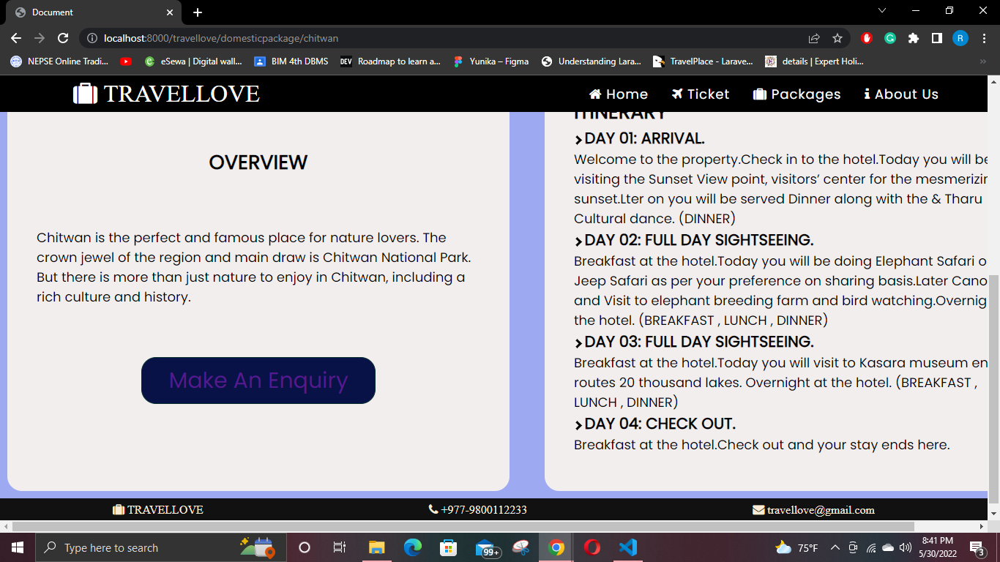 Document
localhost:8000/travellove/domesticpackage/chitwan
R
NEPSE Online Tradi...
eSewa | Digital wall...
BIM 4th DBMS
DEV Roadmap to learn a...
Yunika – Figma
Understanding Lara...
TravelPlace - Larave...
details | Expert Holi...
TRAVELLOVE
Home
Ticket
Packages
About Us
OVERVIEW
Chitwan is the perfect and famous place for nature lovers. The
crown jewel of the region and main draw is Chitwan National Park.
But there is more than just nature to enjoy in Chitwan, including a
rich culture and history.
Make An Enquiry
ITINERARY
DAY 01: ARRIVAL.
Welcome to the property.Check in to the hotel.Today you will be
visiting the Sunset View point, visitors’ center for the mesmerizin
sunset.Lter on you will be served Dinner along with the & Tharu
Cultural dance. (DINNER)
DAY 02: FULL DAY SIGHTSEEING.
Breakfast at the hotel.Today you will be doing Elephant Safari o
Jeep Safari as per your preference on sharing basis.Later Cano
and Visit to elephant breeding farm and bird watching.Overnig
the hotel. (BREAKFAST , LUNCH , DINNER)
DAY 03: FULL DAY SIGHTSEEING.
Breakfast at the hotel.Today you will visit to Kasara museum en
routes 20 thousand lakes. Overnight at the hotel. (BREAKFAST ,
LUNCH , DINNER)
DAY 04: CHECK OUT.
Breakfast at the hotel.Check out and your stay ends here.
TRAVELLOVE
+977-9800112233
travellove@gmail.com
Type here to search
99+
75°F
8:41 PM
5/30/2022
3